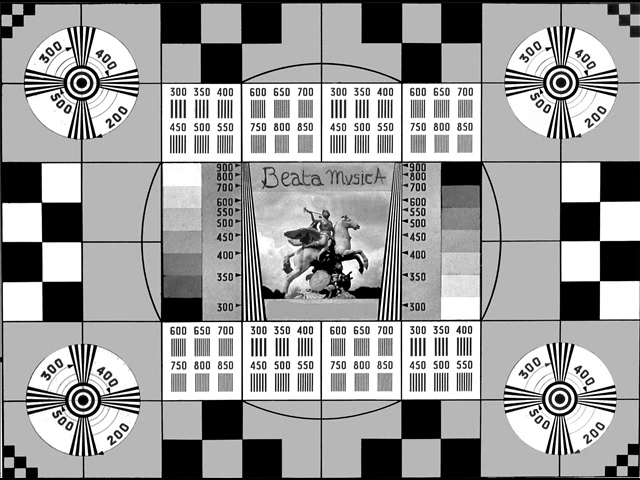 300 400 500 200
300 400 500 200
300 350 400 600 650 700 300 350 400 600 650 700
450 500 550 750 800 850 450 500 550 750 800 850
Beata MvsicA
900 900
800 800
700 700
600 600
550 550
500 500
450 450
400 400
350 350
300 300
600 650 700 300 350 400 600 650 700 300 350 400
750 800 850 450 500 550 750 800 850 450 500 550
300 400 500 200
300 400 500 200